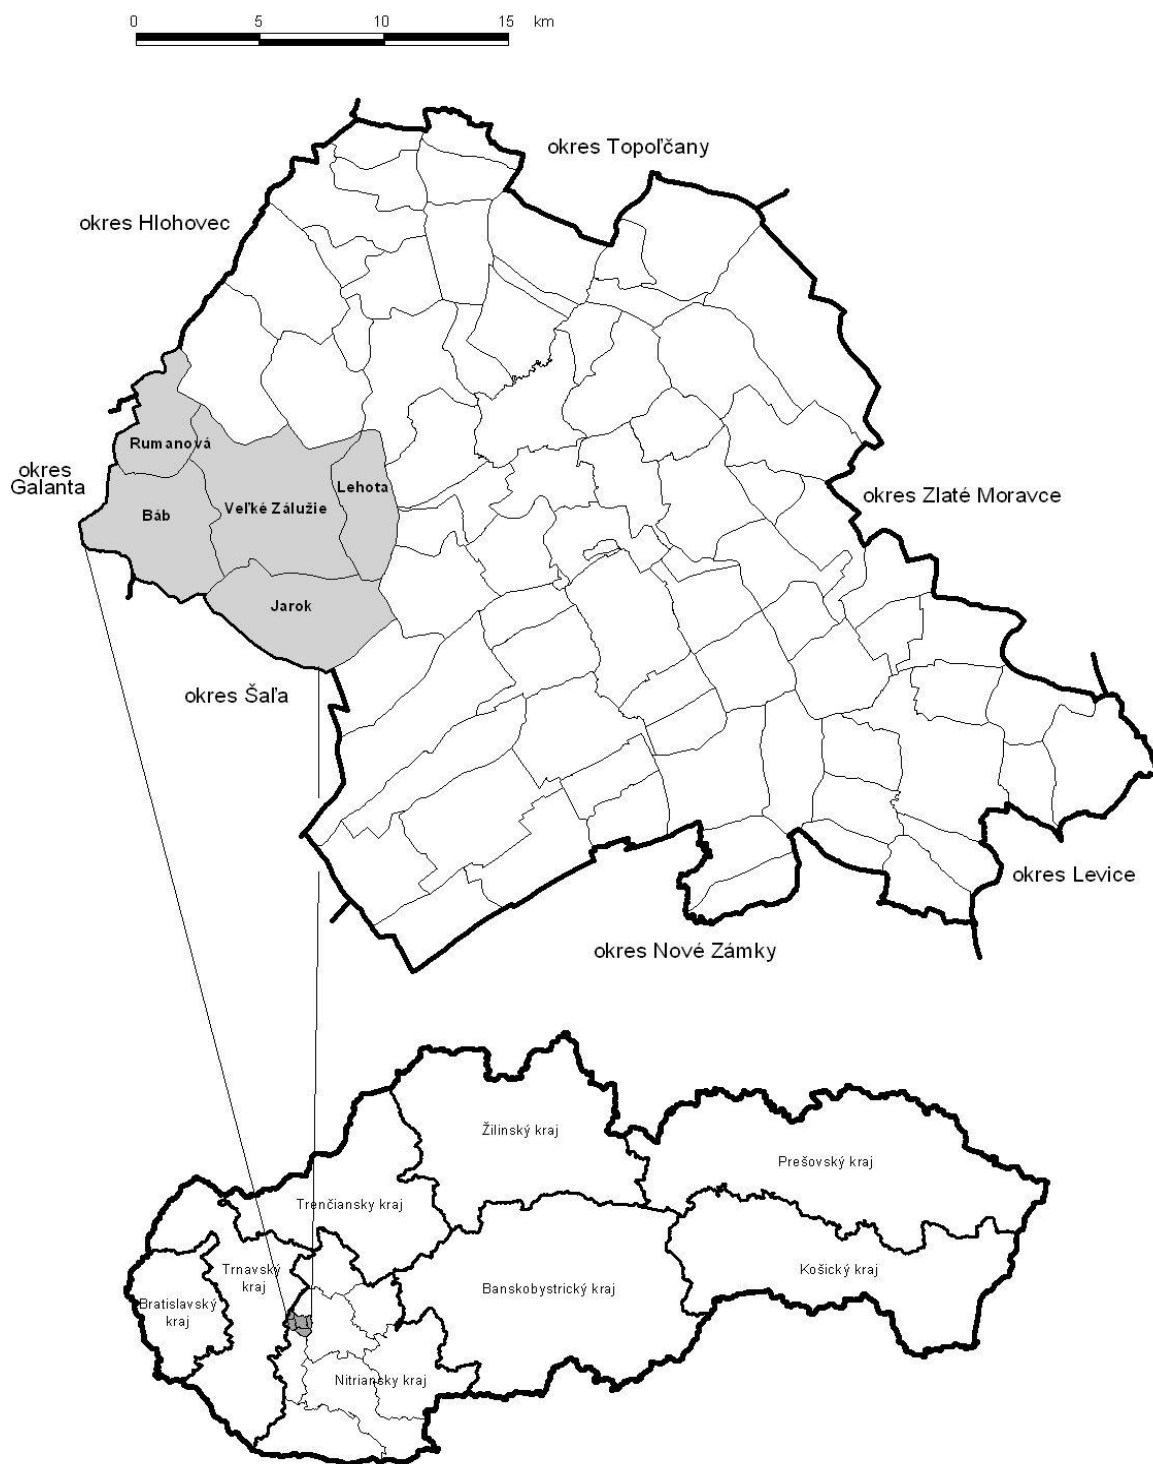 0 5 10 15 km
okres Topoľčany
okres Hlohovec
Rumanová
okres
Galanta
Lehota
Báb
Veľké Zálužie
okres Zlaté Moravce
Jarok
okres Šaľa
okres Levice
okres Nové Zámky
Žilinský kraj
Prešovský kraj
Trenčiansky kraj
Trnavský
kraj
Košický kraj
Banskobystrický kraj
Bratislavský
kraj
Nitriansky kraj